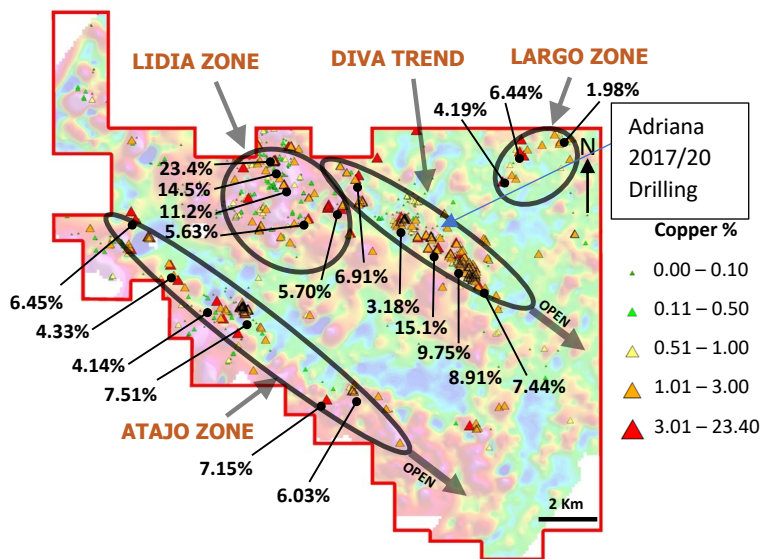 LIDIA ZONE
DIVA TREND
LARGO ZONE
6.44%
1.98%
4.19%
Adriana
2017/20
Drilling
N
23.4%
14.5%
11.2%
5.63%
Copper %
0.00 – 0.10
0.11 – 0.50
0.51 – 1.00
1.01 – 3.00
3.01 – 23.40
6.45%
4.33%
4.14%
7.51%
5.70%
6.91%
3.18%
15.1%
9.75%
8.91%
7.44%
OPEN
ATAJO ZONE
7.15%
6.03%
OPEN
2 Km